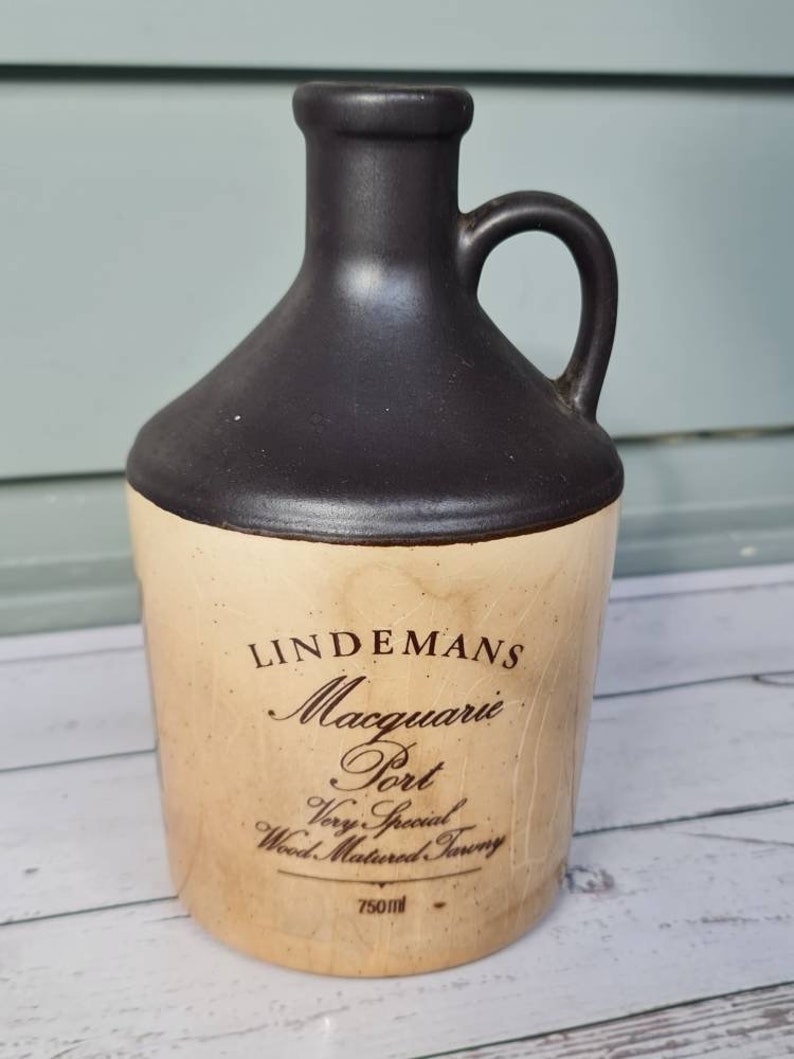 LINDEMANS
Macquarie
Port
Very Special
Wood Matured Tawny
750ml